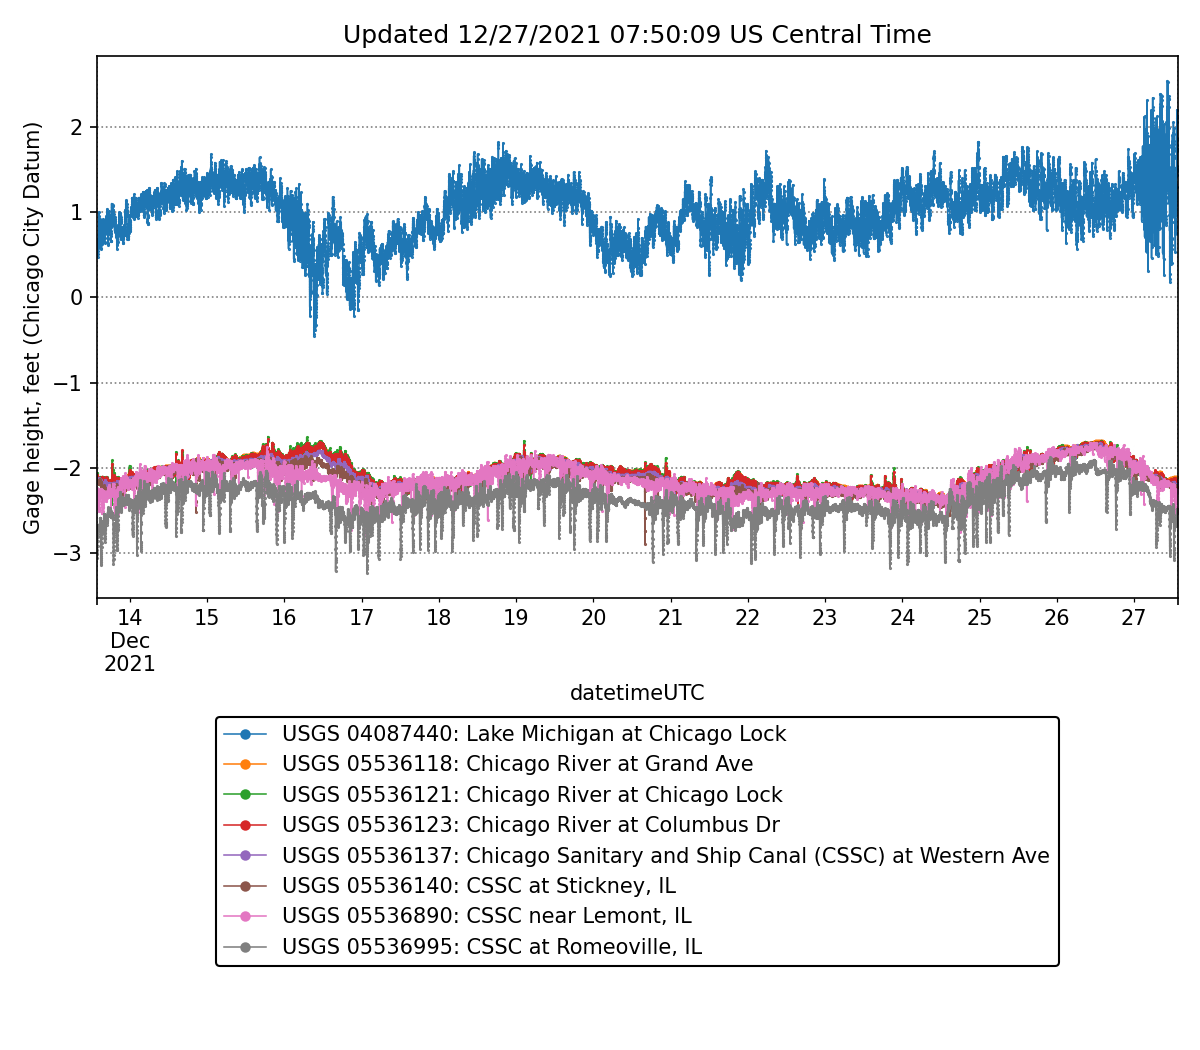 Updated 12/27/2021 07:50:09 US Central Time
Gage height, feet (Chicago City Datum)
2
1
0
−1
−2
−3
14 15 16 17 18 19 20 21 22 23 24 25 26 27
Dec
2021
datetimeUTC
USGS 04087440: Lake Michigan at Chicago Lock
USGS 05536118: Chicago River at Grand Ave
USGS 05536121: Chicago River at Chicago Lock
USGS 05536123: Chicago River at Columbus Dr
USGS 05536137: Chicago Sanitary and Ship Canal (CSSC) at Western Ave
USGS 05536140: CSSC at Stickney, IL
USGS 05536890: CSSC near Lemont, IL
USGS 05536995: CSSC at Romeoville, IL